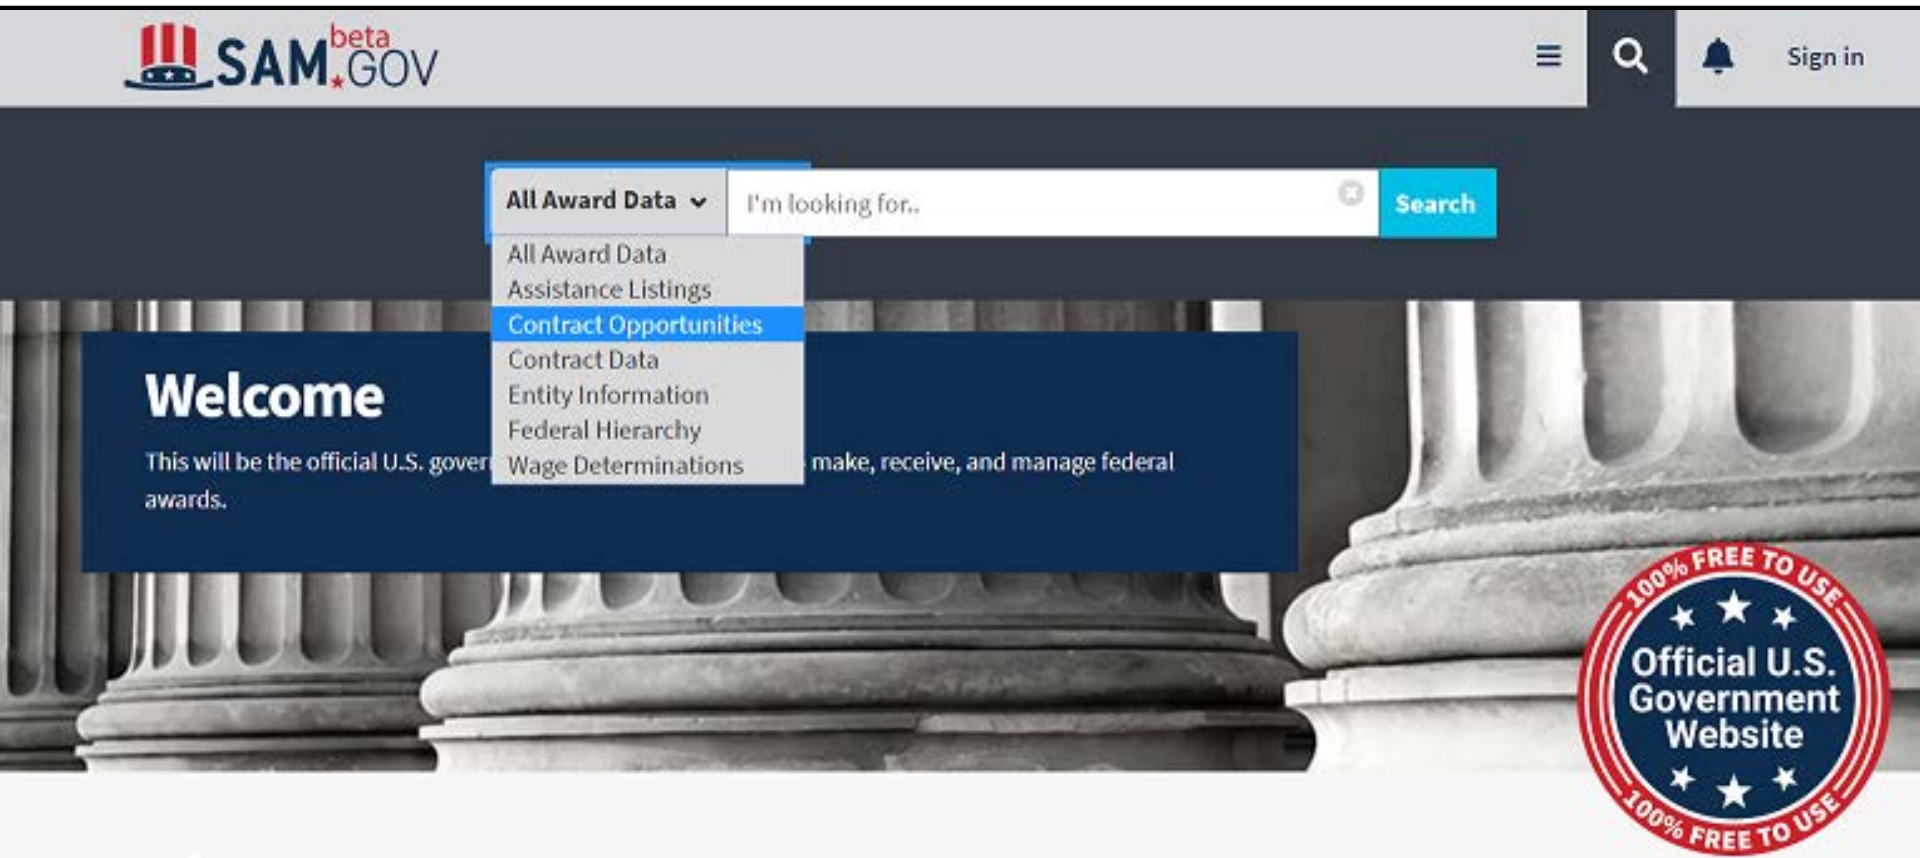 beta
SAM.GOV
Sign in
All Award Data
I'm looking for..
Search
All Award Data
Assistance Listings
Contract Opportunities
Contract Data
Entity Information
Federal Hierarchy
Wage Determinations
Welcome
This will be the official U.S. gover make, receive, and manage federal
awards.
100% FREE TO USE
Official U.S.
Government
Website
100% FREE TO USE